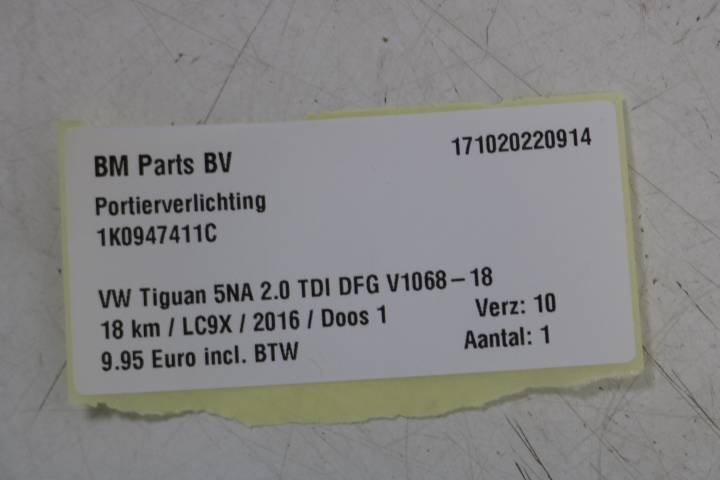 BM Parts BV 171020220914
Portierverlichting
1K0947411C
VW Tiguan 5NA 2.0 TDI DFG V1068-18
18 km / LC9X / 2016 / Doos 1 Verz: 10
9.95 Euro incl. BTW Aantal: 1